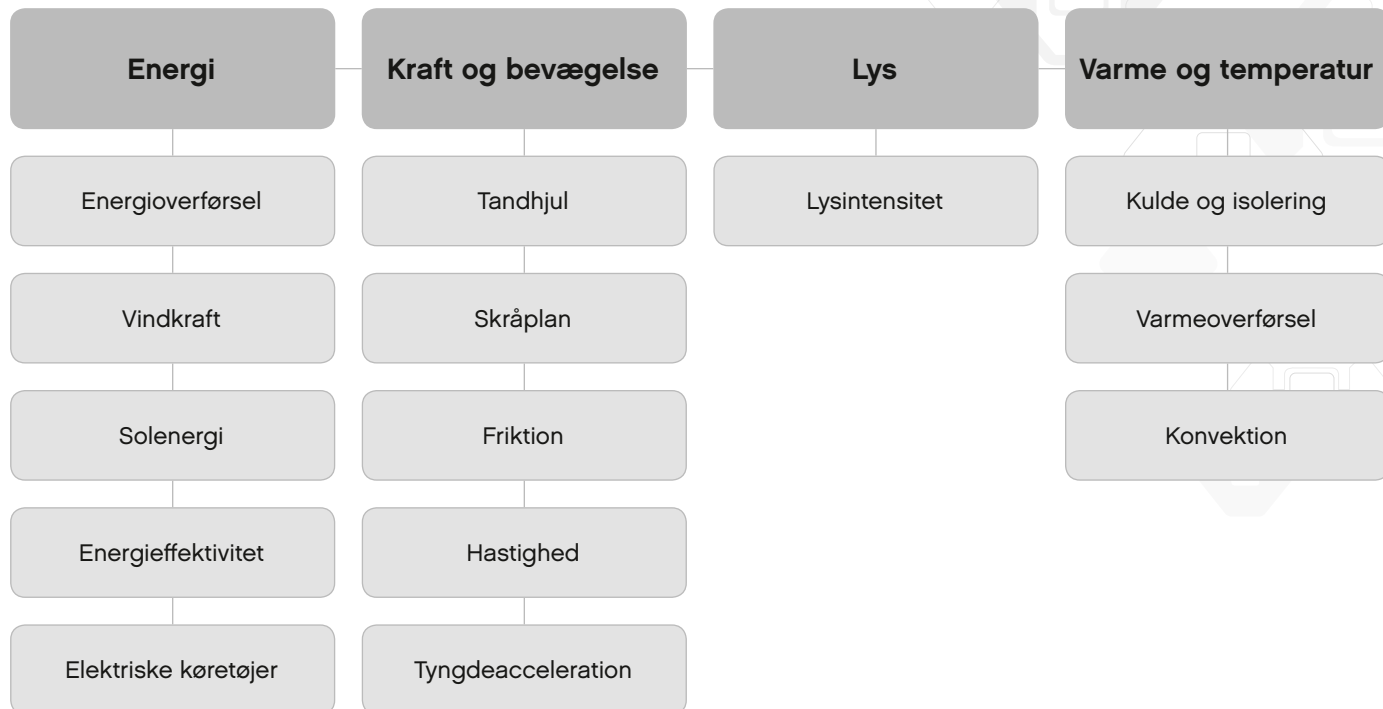 Energi
Energioverførsel
Vindkraft
Solenergi
Energieffektivitet
Elektriske køretøjer
Kraft og bevægelse
Tandhjul
Skråplan
Friktion
Hastighed
Tyngdeacceleration
Lys
Lysintensitet
Varme og temperatur
Kulde og isolering
Varmeoverførsel
Konvektion